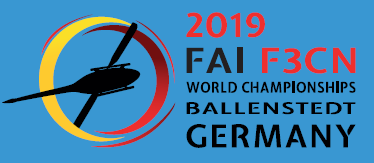 2019
FAI F3CN
WORLD CHAMPIONSHIPS
BALLENSTEDT
GERMANY